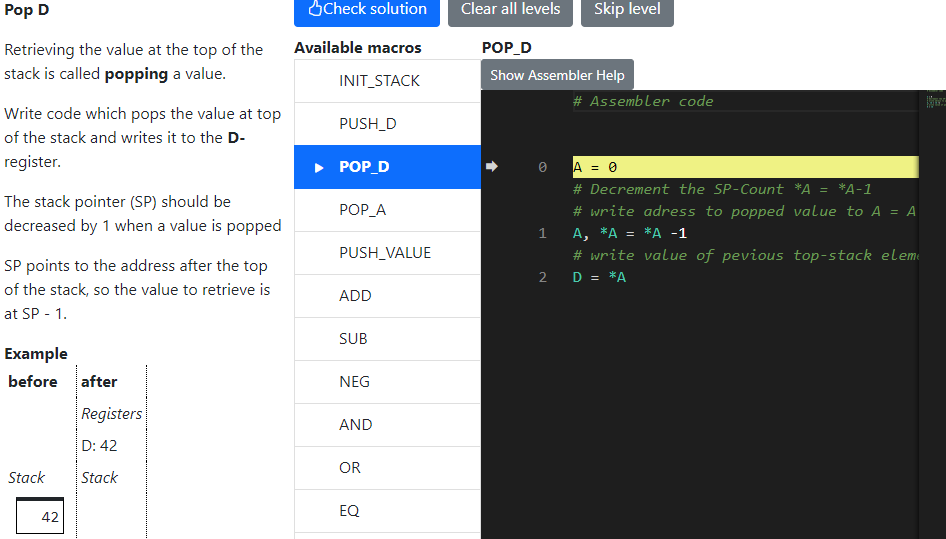 Pop D
Retrieving the value at the top of the
stack is called popping a value.
Write code which pops the value at top
of the stack and writes it to the D-
register.
The stack pointer (SP) should be
decreased by 1 when a value is popped
SP points to the address after the top
of the stack, so the value to retrieve is
at SP - 1.
Example
before after
Registers
D: 42
Stack Stack
42
Check solution Clear all levels Skip level
Available macros
INIT_STACK
PUSH_D
POP_D
POP_A
PUSH_VALUE
ADD
SUB
NEG
AND
OR
EQ
POP_D
Show Assembler Help
# Assembler code
0 A = 0
# Decrement the SP-Count *A = *A-1
# write adress to popped value to A = A
1 A, *A = *A -1
# write value of pevious top-stack elem
2 D = *A